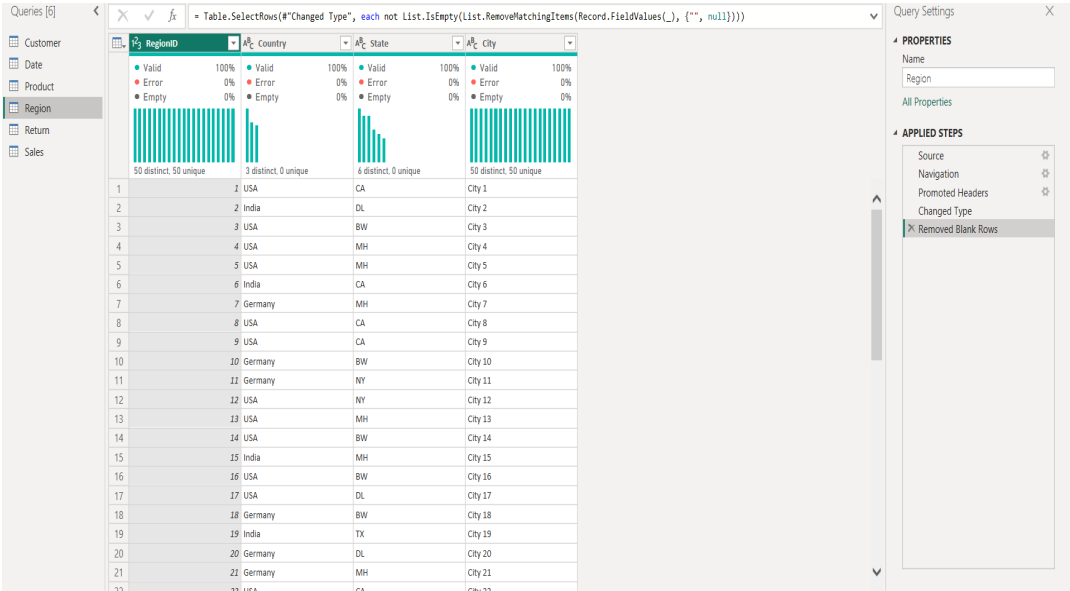 Queries [6]
Customer
Date
Product
Region
Return
Sales
fx = Table.SelectRows(#"Changed Type", each not List.IsEmpty(List.RemoveMatchingItems(Record.FieldValues(_), {"", null})))
1²3 RegionID ABC Country ABC State ABC City
Valid 100% Valid 100% Valid 100% Valid 100%
Error 0% Error 0% Error 0% Error 0%
Empty 0% Empty 0% Empty 0% Empty 0%
50 distinct, 50 unique 3 distinct, 0 unique 6 distinct, 0 unique 50 distinct, 50 unique
1 1 USA CA City 1
2 2 India DL City 2
3 3 USA BW City 3
4 4 USA MH City 4
5 5 USA MH City 5
6 6 India CA City 6
7 7 Germany MH City 7
8 8 USA CA City 8
9 9 USA CA City 9
10 10 Germany BW City 10
11 11 Germany NY City 11
12 12 USA NY City 12
13 13 USA MH City 13
14 14 USA BW City 14
15 15 India MH City 15
16 16 USA BW City 16
17 17 USA DL City 17
18 18 Germany BW City 18
19 19 India TX City 19
20 20 Germany DL City 20
21 21 Germany MH City 21
22 22 USA CA City 22
Query Settings
PROPERTIES
Name
Region
All Properties
APPLIED STEPS
Source
Navigation
Promoted Headers
Changed Type
Removed Blank Rows